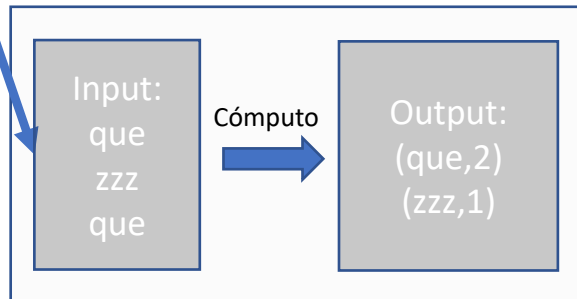 Input:
que
zzz
que
Cómputo
Output:
(que,2)
(zzz,1)